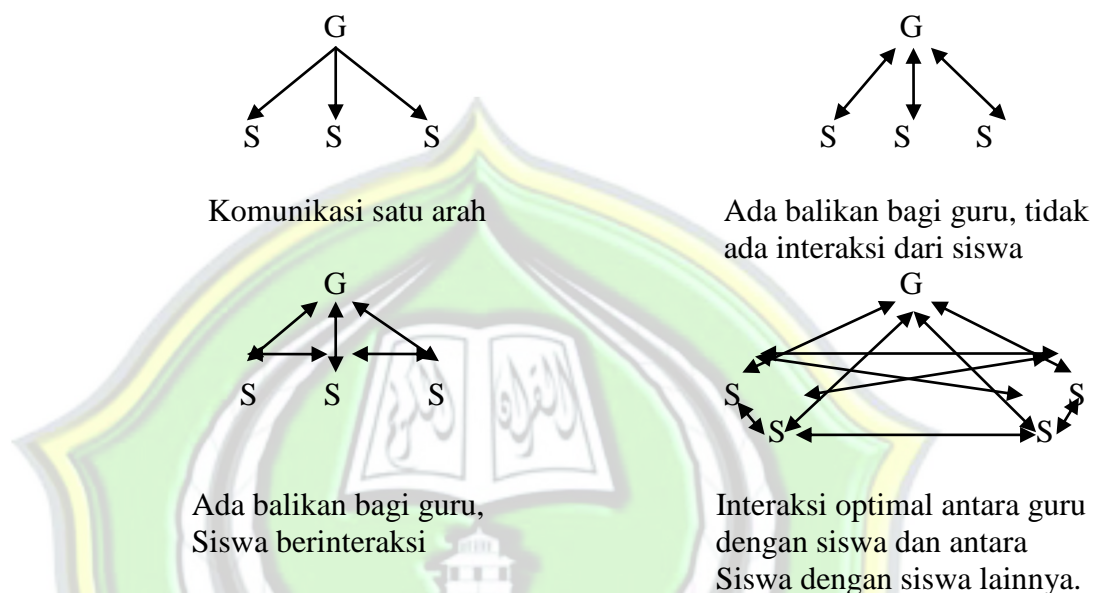 G
S S S
Komunikasi satu arah
G
S S S
Ada balikan bagi guru, tidak
ada interaksi dari siswa
G
S S S
Ada balikan bagi guru,
Siswa berinteraksi
G
S S
S S
Interaksi optimal antara guru
dengan siswa dan antara
Siswa dengan siswa lainnya.